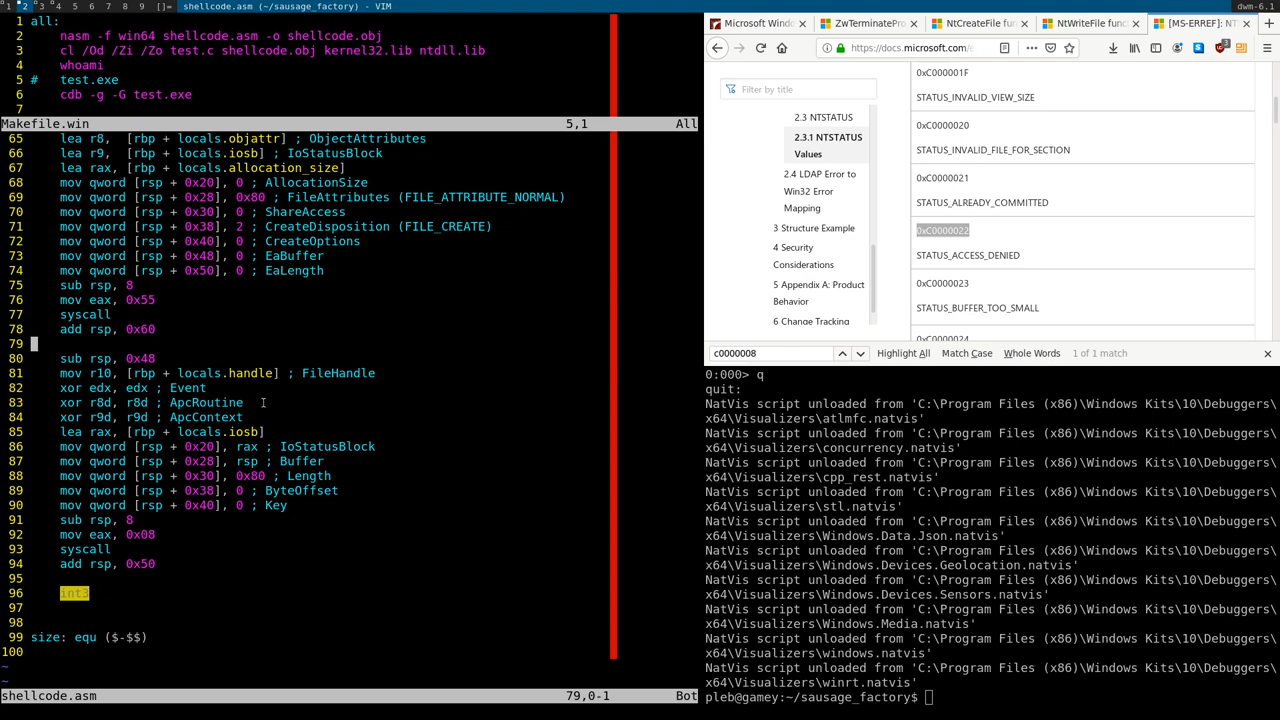 1 2 3 4 5 6 7 8 9 []= shellcode.asm (~/sausage_factory) - VIM dwm-6.1
1 all:
2 nasm -f win64 shellcode.asm -o shellcode.obj
3 cl /Od /Zi /Zo test.c shellcode.obj kernel32.lib ntdll.lib
4 whoami
5 # test.exe
6 cdb -g -G test.exe
7
Makefile.win 5,1 All
65 lea r8, [rbp + locals.objattr] ; ObjectAttributes
66 lea r9, [rbp + locals.iosb] ; IoStatusBlock
67 lea rax, [rbp + locals.allocation_size]
68 mov qword [rsp + 0x20], 0 ; AllocationSize
69 mov qword [rsp + 0x28], 0x80 ; FileAttributes (FILE_ATTRIBUTE_NORMAL)
70 mov qword [rsp + 0x30], 0 ; ShareAccess
71 mov qword [rsp + 0x38], 2 ; CreateDisposition (FILE_CREATE)
72 mov qword [rsp + 0x40], 0 ; CreateOptions
73 mov qword [rsp + 0x48], 0 ; EaBuffer
74 mov qword [rsp + 0x50], 0 ; EaLength
75 sub rsp, 8
76 mov eax, 0x55
77 syscall
78 add rsp, 0x60
79
80 sub rsp, 0x48
81 mov r10, [rbp + locals.handle] ; FileHandle
82 xor edx, edx ; Event
83 xor r8d, r8d ; ApcRoutine
84 xor r9d, r9d ; ApcContext
85 lea rax, [rbp + locals.iosb]
86 mov qword [rsp + 0x20], rax ; IoStatusBlock
87 mov qword [rsp + 0x28], rsp ; Buffer
88 mov qword [rsp + 0x30], 0x80 ; Length
89 mov qword [rsp + 0x38], 0 ; ByteOffset
90 mov qword [rsp + 0x40], 0 ; Key
91 sub rsp, 8
92 mov eax, 0x08
93 syscall
94 add rsp, 0x50
95
96 int3
97
98
99 size: equ ($-$$)
100
~
~
shellcode.asm 79,0-1 Bot
Microsoft Windo ZwTerminatePro NtCreateFile fun NtWriteFile func [MS-ERREF]: NT
https://docs.microsoft.com/e
3
Filter by title
2.3 NTSTATUS
2.3.1 NTSTATUS
Values
2.4 LDAP Error to
Win32 Error
Mapping
3 Structure Example
4 Security
Considerations
5 Appendix A: Product
Behavior
6 Change Tracking
0xC000001F
STATUS_INVALID_VIEW_SIZE
0xC0000020
STATUS_INVALID_FILE_FOR_SECTION
0xC0000021
STATUS_ALREADY_COMMITTED
0xC0000022
STATUS_ACCESS_DENIED
0xC0000023
STATUS_BUFFER_TOO_SMALL
0xC0000024
c0000008 Highlight All Match Case Whole Words 1 of 1 match
0:000> q
quit:
NatVis script unloaded from 'C:\Program Files (x86)\Windows Kits\10\Debuggers\
x64\Visualizers\atlmfc.natvis'
NatVis script unloaded from 'C:\Program Files (x86)\Windows Kits\10\Debuggers\
x64\Visualizers\concurrency.natvis'
NatVis script unloaded from 'C:\Program Files (x86)\Windows Kits\10\Debuggers\
x64\Visualizers\cpp_rest.natvis'
NatVis script unloaded from 'C:\Program Files (x86)\Windows Kits\10\Debuggers\
x64\Visualizers\stl.natvis'
NatVis script unloaded from 'C:\Program Files (x86)\Windows Kits\10\Debuggers\
x64\Visualizers\Windows.Data.Json.natvis'
NatVis script unloaded from 'C:\Program Files (x86)\Windows Kits\10\Debuggers\
x64\Visualizers\Windows.Devices.Geolocation.natvis'
NatVis script unloaded from 'C:\Program Files (x86)\Windows Kits\10\Debuggers\
x64\Visualizers\Windows.Devices.Sensors.natvis'
NatVis script unloaded from 'C:\Program Files (x86)\Windows Kits\10\Debuggers\
x64\Visualizers\Windows.Media.natvis'
NatVis script unloaded from 'C:\Program Files (x86)\Windows Kits\10\Debuggers\
x64\Visualizers\windows.natvis'
NatVis script unloaded from 'C:\Program Files (x86)\Windows Kits\10\Debuggers\
x64\Visualizers\winrt.natvis'
pleb@gamey:~/sausage_factory$